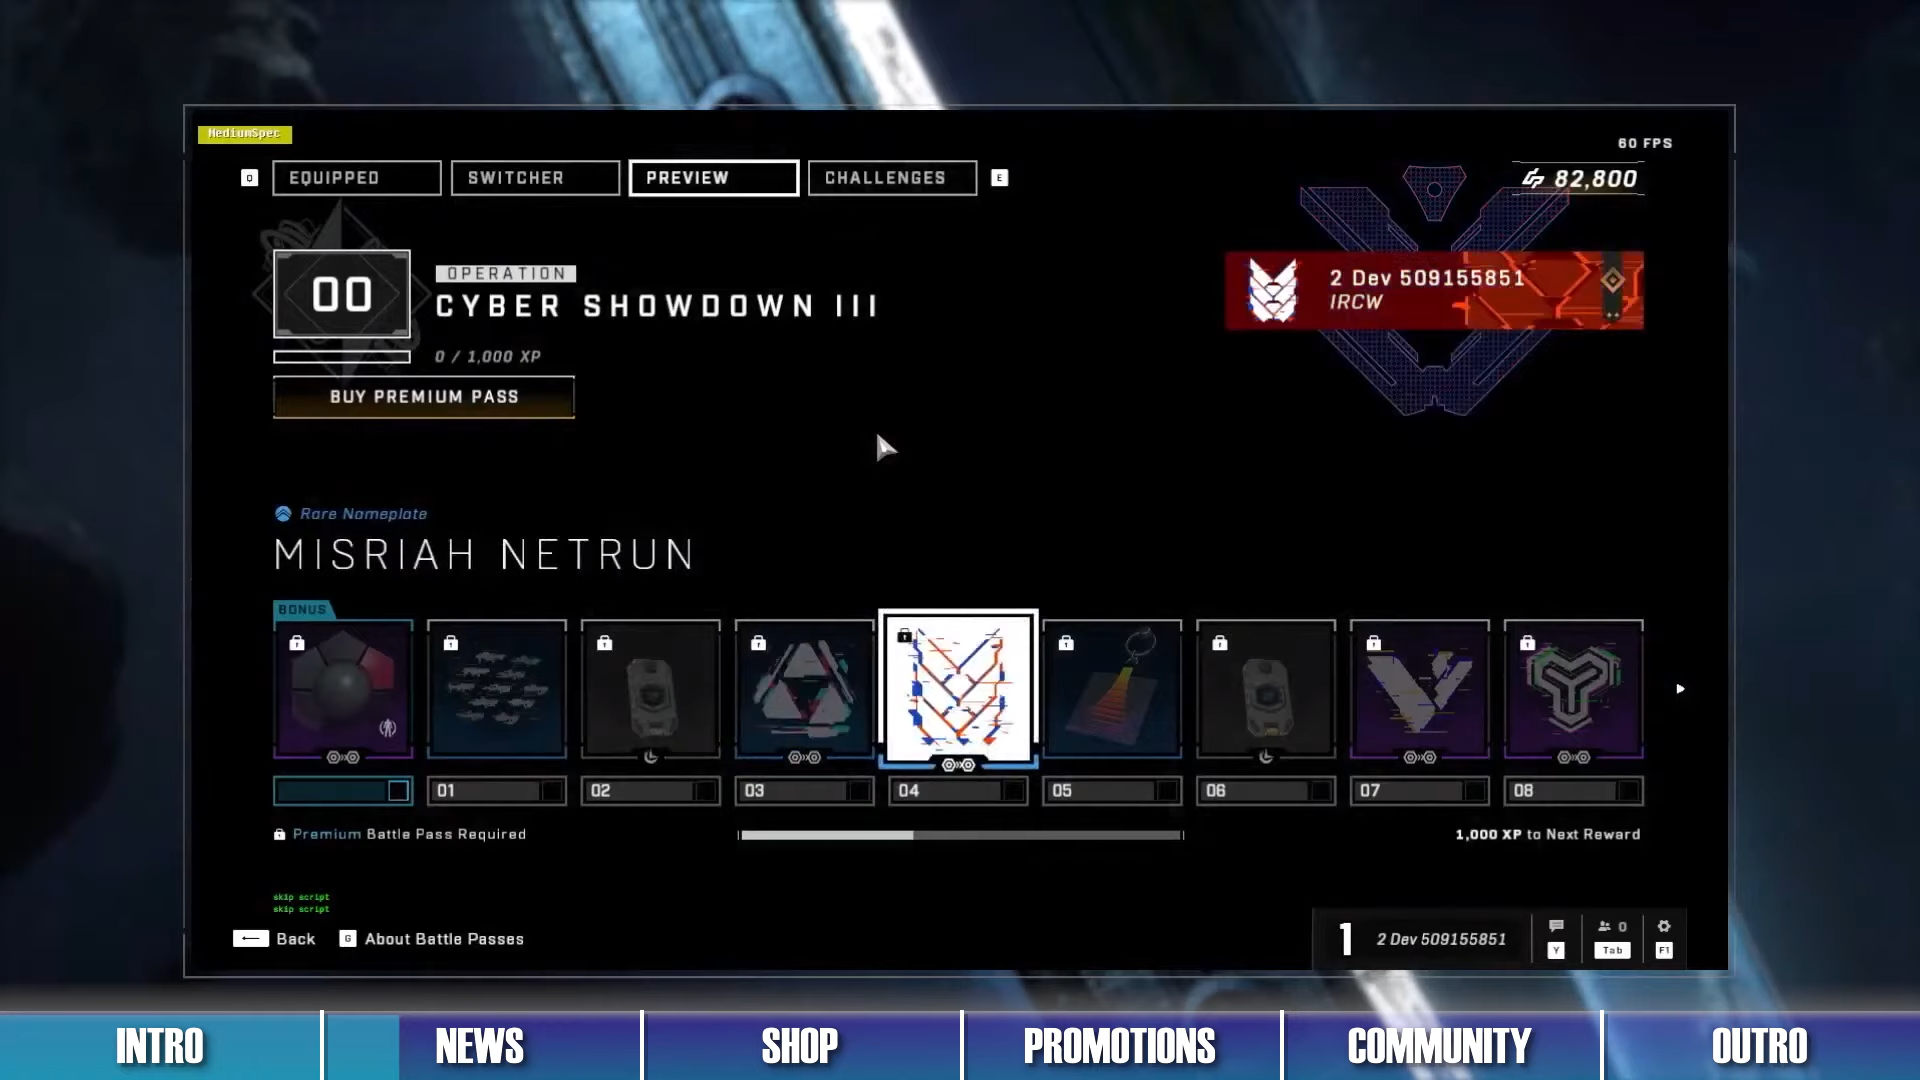 MediumSpec
60 FPS
Q
EQUIPPED
SWITCHER
PREVIEW
CHALLENGES
E
82,800
00
OPERATION
CYBER SHOWDOWN III
0 / 1,000 XP
BUY PREMIUM PASS
2 Dev 509155851
IRCW
Rare Nameplate
MISRIAH NETRUN
BONUS
01
02
03
04
05
06
07
08
Premium Battle Pass Required
1,000 XP to Next Reward
skip script
skip script
Back
G
About Battle Passes
1
2 Dev 509155851
Y
0
Tab
F1
INTRO
NEWS
SHOP
PROMOTIONS
COMMUNITY
OUTRO